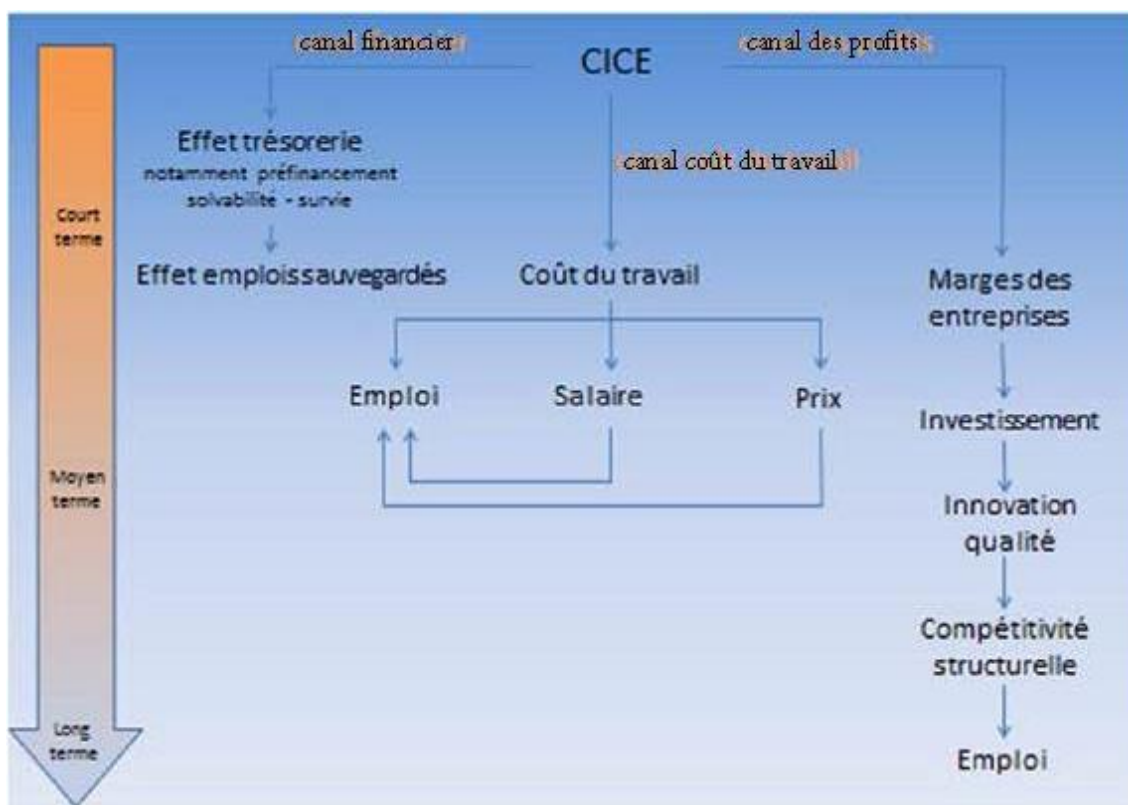 canal financier
canal des profits
CICE
Effet trésorerie
notamment préfinancement
solvabilité - survie
canal coût du travail
Court
terme
Effet emplois sauvegardés
Coût du travail
Marges des
entreprises
Emploi
Salaire
Prix
Investissement
Moyen
terme
Innovation
qualité
Compétitivité
structurelle
Long
terme
Emploi